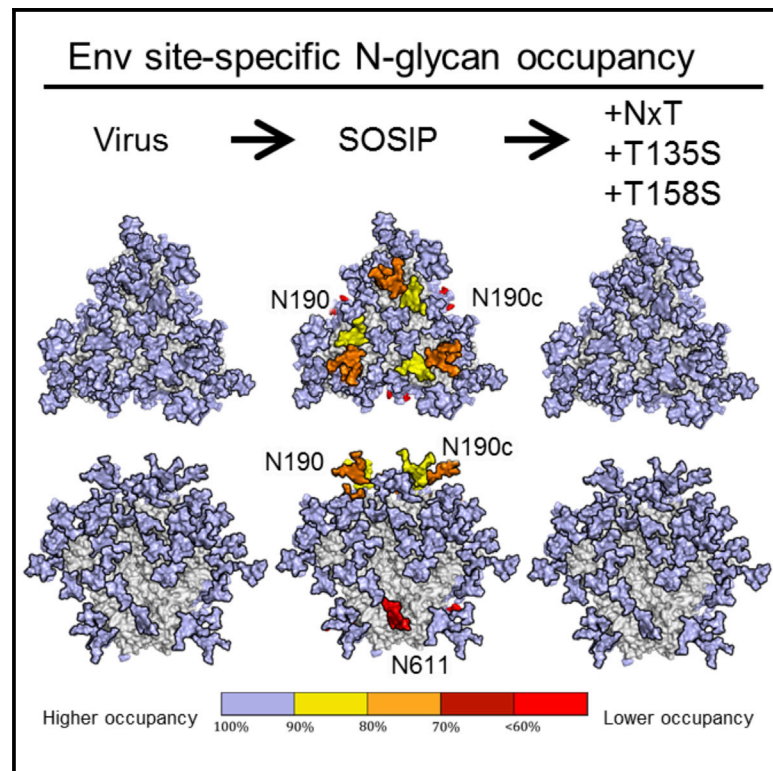 Env site-specific N-glycan occupancy
Virus
SOSIP
+NxT
+T135S
+T158S
N190
N190c
N190
N190c
N611
Higher occupancy
100%
90%
80%
70%
<60%
Lower occupancy